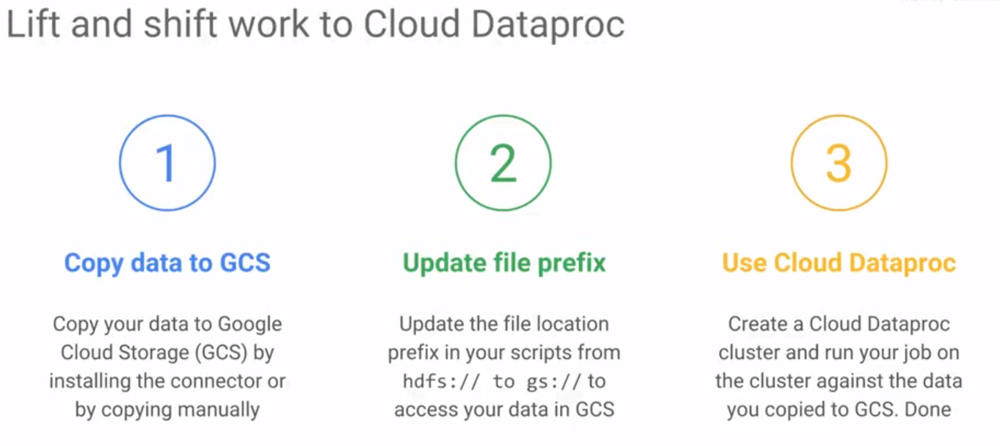 Lift and shift work to Cloud Dataproc
1
Copy data to GCS
Copy your data to Google
Cloud Storage (GCS) by
installing the connector or
by copying manually
2
Update file prefix
Update the file location
prefix in your scripts from
hdfs:// to gs:// to
access your data in GCS
3
Use Cloud Dataproc
Create a Cloud Dataproc
cluster and run your job on
the cluster against the data
you copied to GCS. Done